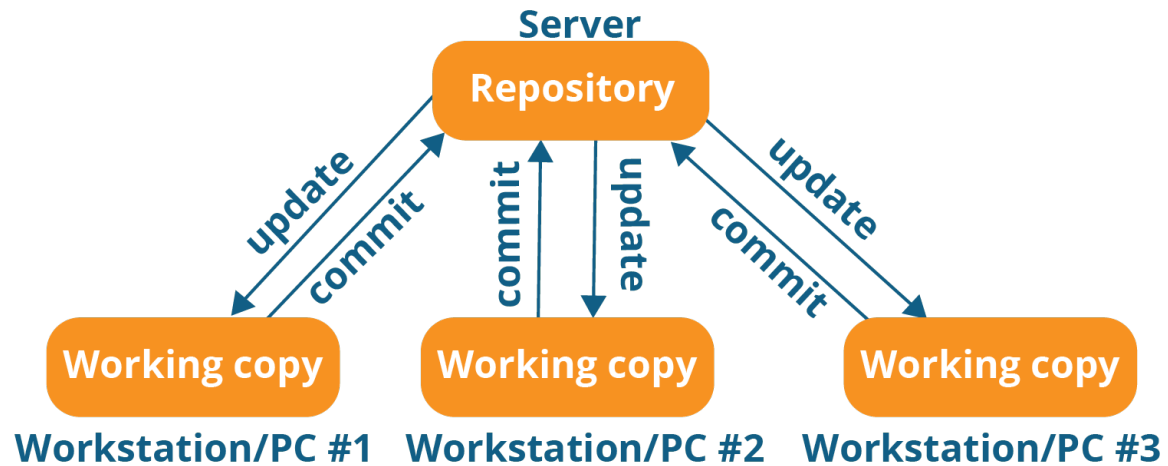 Server
Repository
update
commit
commit
update
update
commit
Working copy
Working copy
Working copy
Workstation/PC #1
Workstation/PC #2
Workstation/PC #3